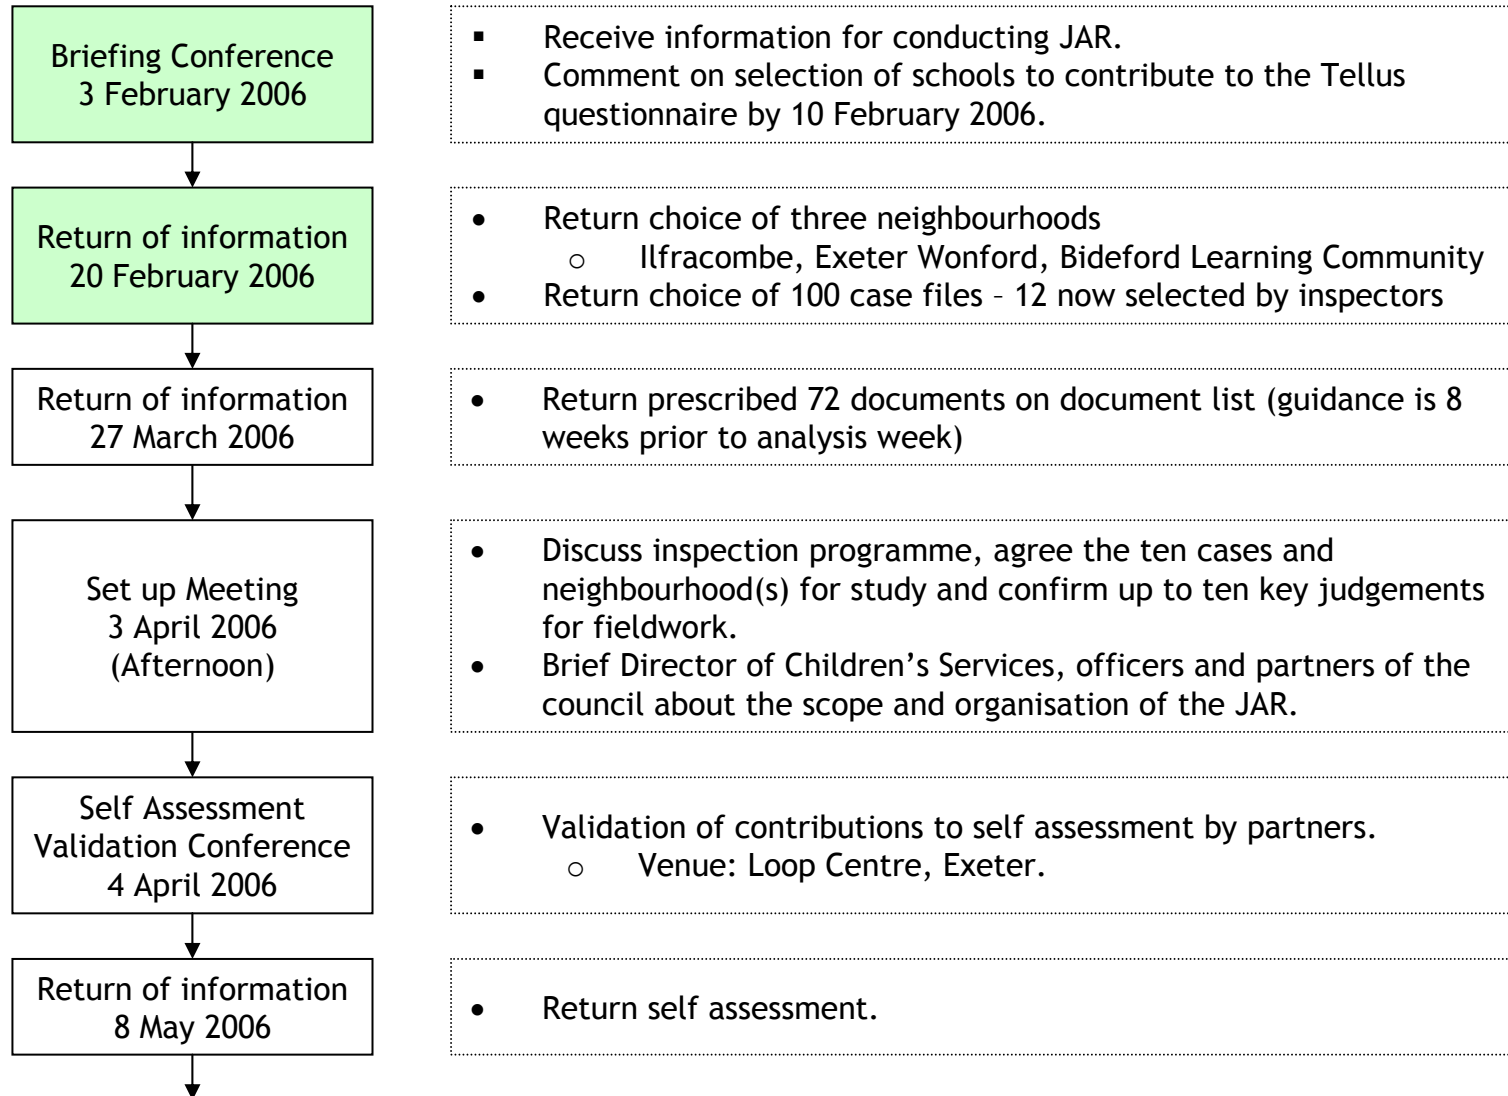 Briefing Conference
3 February 2006
▪ Receive information for conducting JAR.
▪ Comment on selection of schools to contribute to the Tellus
questionnaire by 10 February 2006.
Return of information
20 February 2006
• Return choice of three neighbourhoods
o Ilfracombe, Exeter Wonford, Bideford Learning Community
• Return choice of 100 case files – 12 now selected by inspectors
Return of information
27 March 2006
• Return prescribed 72 documents on document list (guidance is 8
weeks prior to analysis week)
Set up Meeting
3 April 2006
(Afternoon)
• Discuss inspection programme, agree the ten cases and
neighbourhood(s) for study and confirm up to ten key judgements
for fieldwork.
• Brief Director of Children’s Services, officers and partners of the
council about the scope and organisation of the JAR.
Self Assessment
Validation Conference
4 April 2006
• Validation of contributions to self assessment by partners.
o Venue: Loop Centre, Exeter.
Return of information
8 May 2006
• Return self assessment.